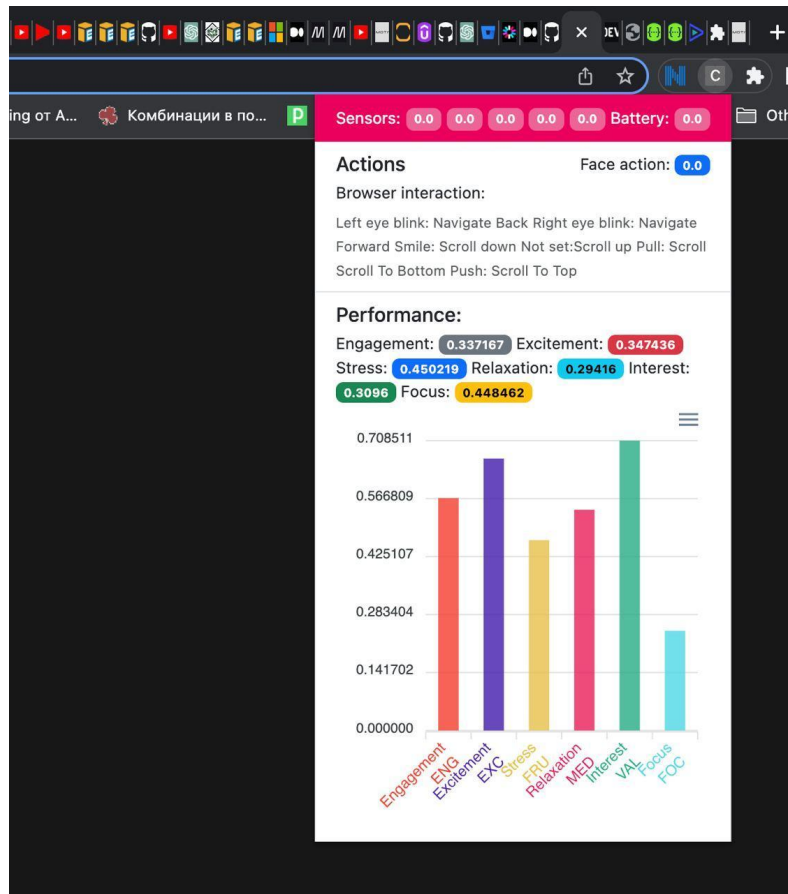 DEV
C
ing от А...
Комбинации в по...
Oth
Sensors: 0.0 0.0 0.0 0.0 0.0 Battery: 0.0
Actions
Face action: 0.0
Browser interaction:
Left eye blink: Navigate Back Right eye blink: Navigate
Forward Smile: Scroll down Not set:Scroll up Pull: Scroll
Scroll To Bottom Push: Scroll To Top
Performance:
Engagement: 0.337167 Excitement: 0.347436
Stress: 0.450219 Relaxation: 0.29416 Interest:
0.3096 Focus: 0.448462
0.708511
0.566809
0.425107
0.283404
0.141702
0.000000
Engagement
ENG
Excitement
EXC
Stress
FRU
Relaxation
MED
Interest
VAL
Focus
FOC